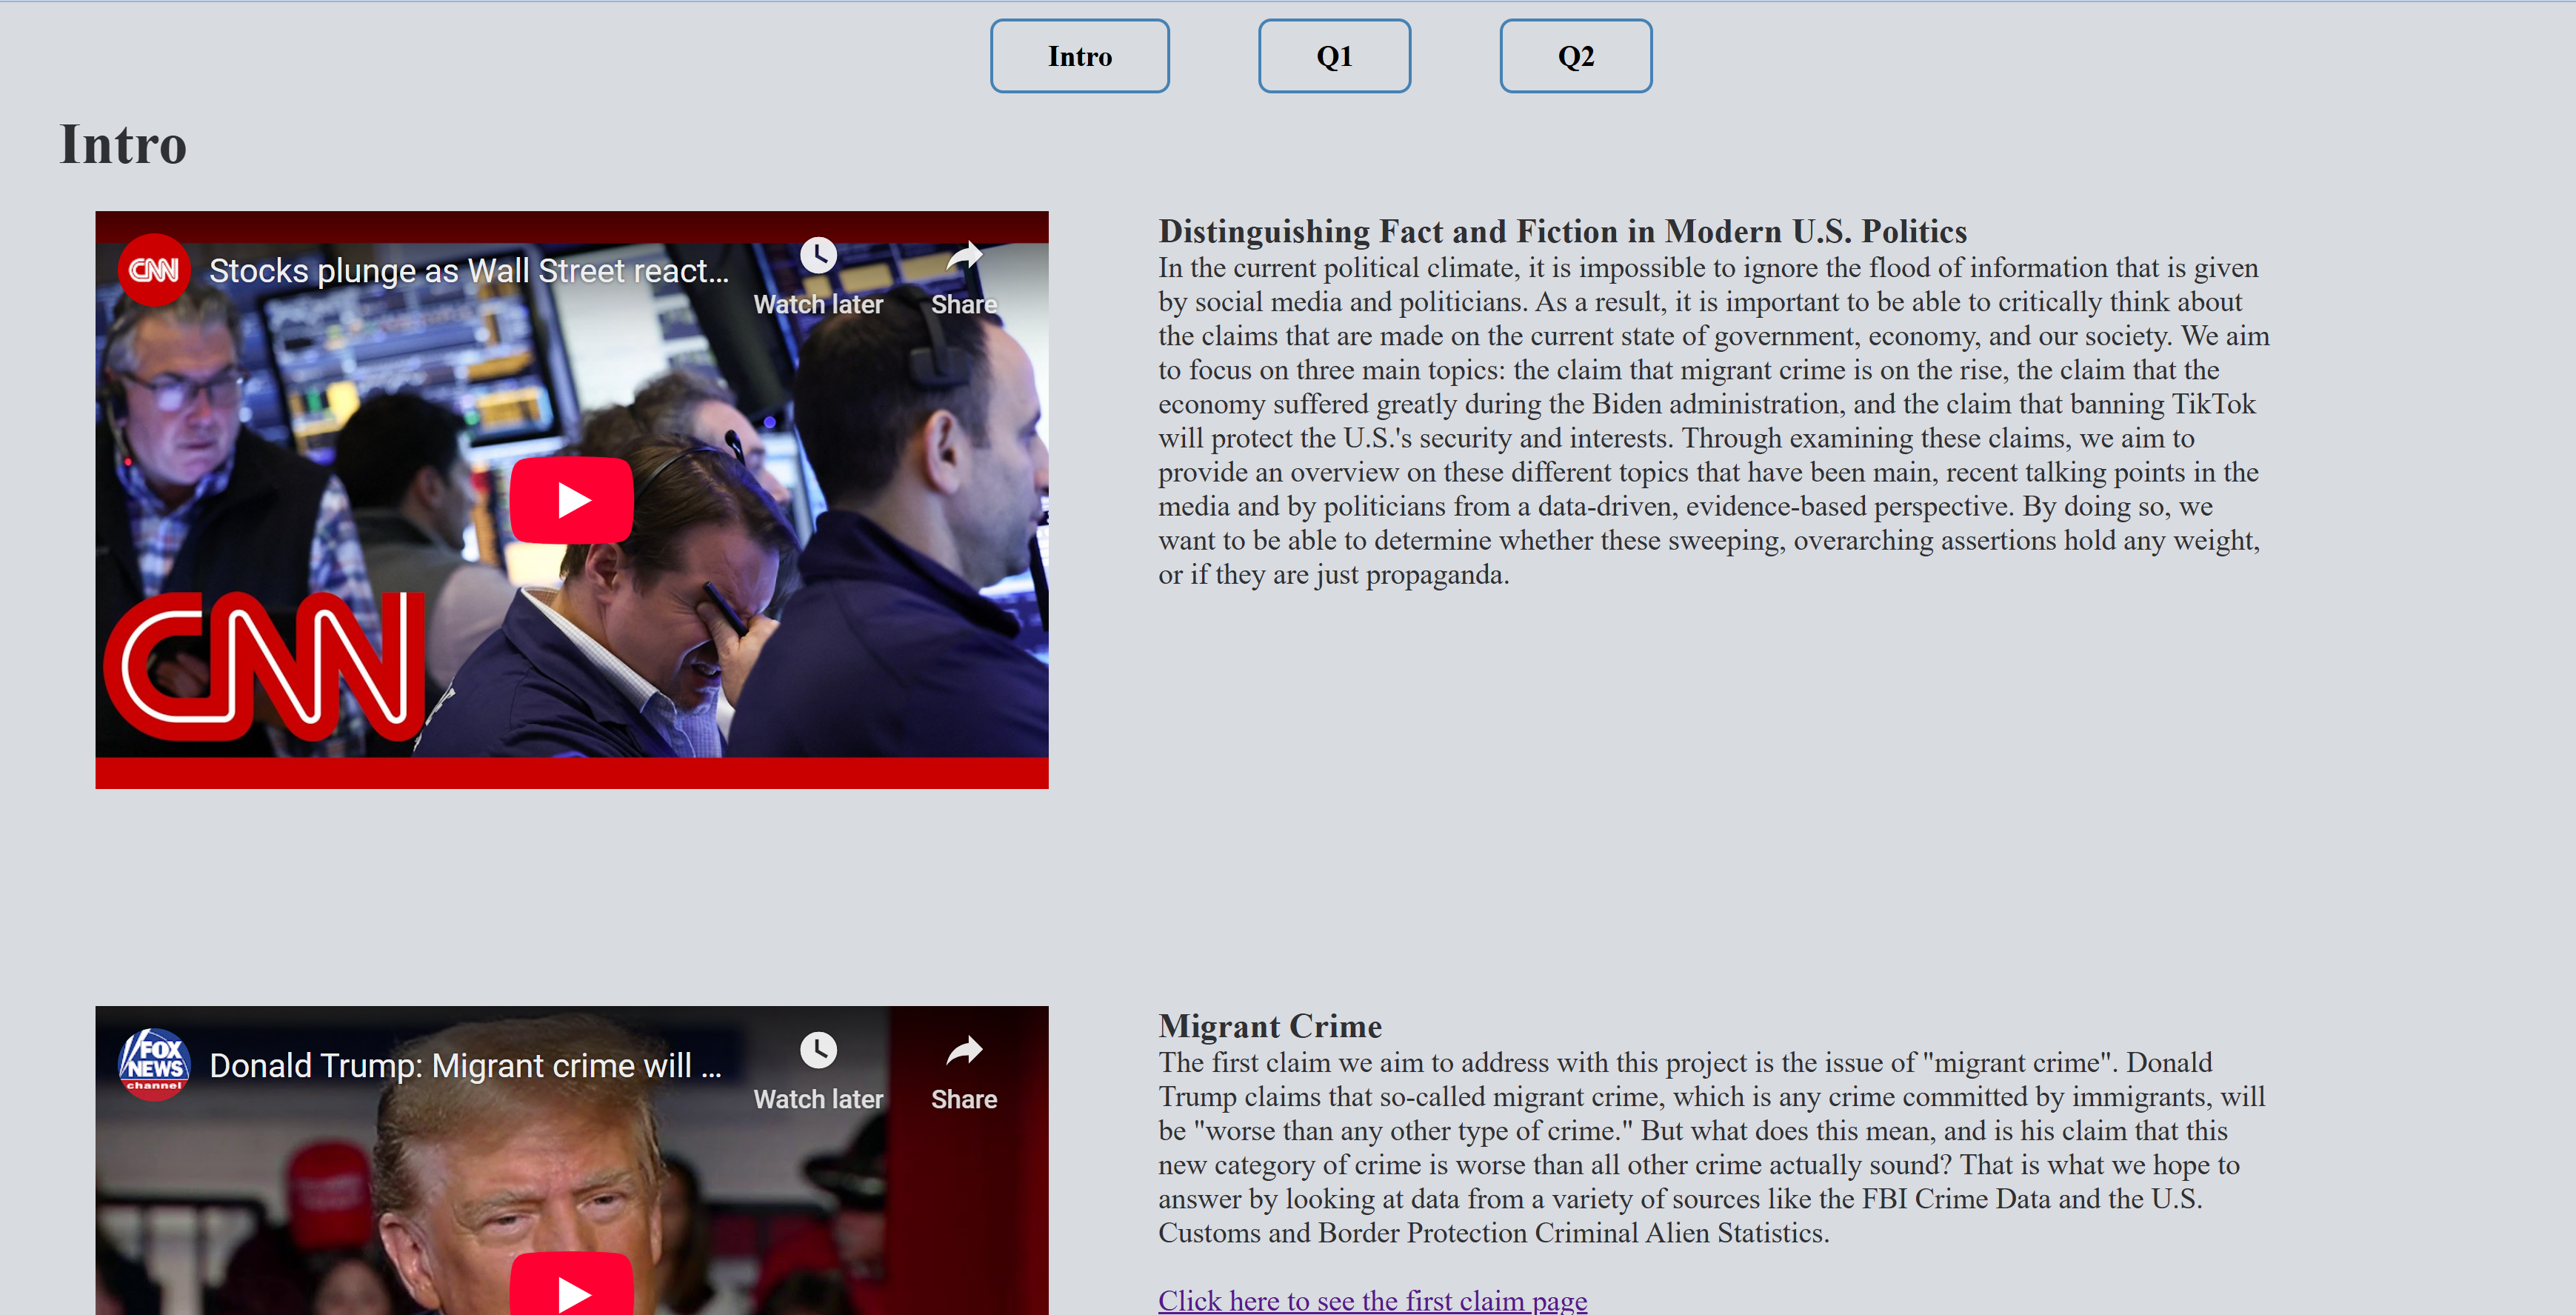 Intro
Q1
Q2
Intro
CNN
Stocks plunge as Wall Street react...
Watch later
Share
CNN
Distinguishing Fact and Fiction in Modern U.S. Politics
In the current political climate, it is impossible to ignore the flood of information that is given
by social media and politicians. As a result, it is important to be able to critically think about
the claims that are made on the current state of government, economy, and our society. We aim
to focus on three main topics: the claim that migrant crime is on the rise, the claim that the
economy suffered greatly during the Biden administration, and the claim that banning TikTok
will protect the U.S.'s security and interests. Through examining these claims, we aim to
provide an overview on these different topics that have been main, recent talking points in the
media and by politicians from a data-driven, evidence-based perspective. By doing so, we
want to be able to determine whether these sweeping, overarching assertions hold any weight,
or if they are just propaganda.
FOX
NEWS
channel
Donald Trump: Migrant crime will ...
Watch later
Share
Migrant Crime
The first claim we aim to address with this project is the issue of "migrant crime". Donald
Trump claims that so-called migrant crime, which is any crime committed by immigrants, will
be "worse than any other type of crime." But what does this mean, and is his claim that this
new category of crime is worse than all other crime actually sound? That is what we hope to
answer by looking at data from a variety of sources like the FBI Crime Data and the U.S.
Customs and Border Protection Criminal Alien Statistics.
Click here to see the first claim page